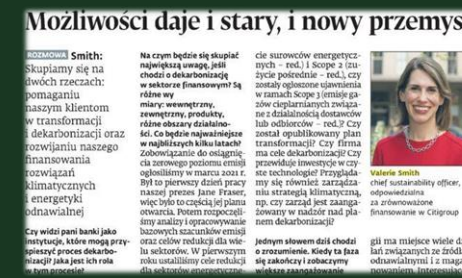 Możliwości daje i stary, i nowy przemys
ROZMOWA Smith:
Skupiamy się na
dwóch rzeczach:
pomaganiu
naszym klientom
w transformacji
i dekarbonizacji oraz
rozwijaniu naszego
finansowania
rozwiązań
klimatycznych
i energetyki
odnawialnej
Czy widzi pani banki jako
instytucje, które mogą przy-
spieszyć proces dekarbo-
nizacji? Jaka jest ich rola
w tym procesie?
Na czym będzie się skupiać
największą uwagę, jeśli
chodzi o dekarbonizację
w sektorze finansowym? Są
różne wy
miary: wewnętrzny,
zewnętrzny, produkty,
różne obszary działalno-
ści. Co będzie najważniejsze
w najbliższych kilku latach?
Zobowiązanie do osiągnię-
cia zerowego poziomu emisji
ogłosiliśmy w marcu 2021 r.
Był to pierwszy dzień pracy
naszej prezes Jane Fraser,
więc było to częścią jej planu
otwarcia. Potem rozpoczęli-
śmy analizy i opracowywanie
bazowych szacunków emisji
oraz celów redukcji dla wie-
lu sektorów. W pierwszym
roku ustaliliśmy cele redukcji
dla sektorów energetyczne-
cie surowców energetycz-
nych – red.) i Scope 2 (zu-
życie pośrednie – red.), czy
zostały ogłoszone ujawnienia
w ramach Scope 3 (emisje ga-
zów cieplarnianych związa-
ne z działalnością dostawców
lub odbiorców – red.)? Czy
został opublikowany plan
transformacji? Czy firma
ma cele dekarbonizacji? Czy
przewiduje inwestycje w czy-
ste technologie? Przygląda-
my się również zarządza-
niu strategią klimatyczną,
np. czy zarząd jest zaanga-
żowany w nadzór nad pla-
nem dekarbonizacji?
Jednym słowem dziś chodzi
o zrozumienie. Kiedy ta faza
się zakończy i zobaczymy
większe zaangażowanie
Valerie Smith
chief sustainability officer,
odpowiedzialna
za zrównoważone
finansowanie w Citigroup
gii ma miejsce wiele d
łań związanych ze źródł
odnawialnymi i z maga